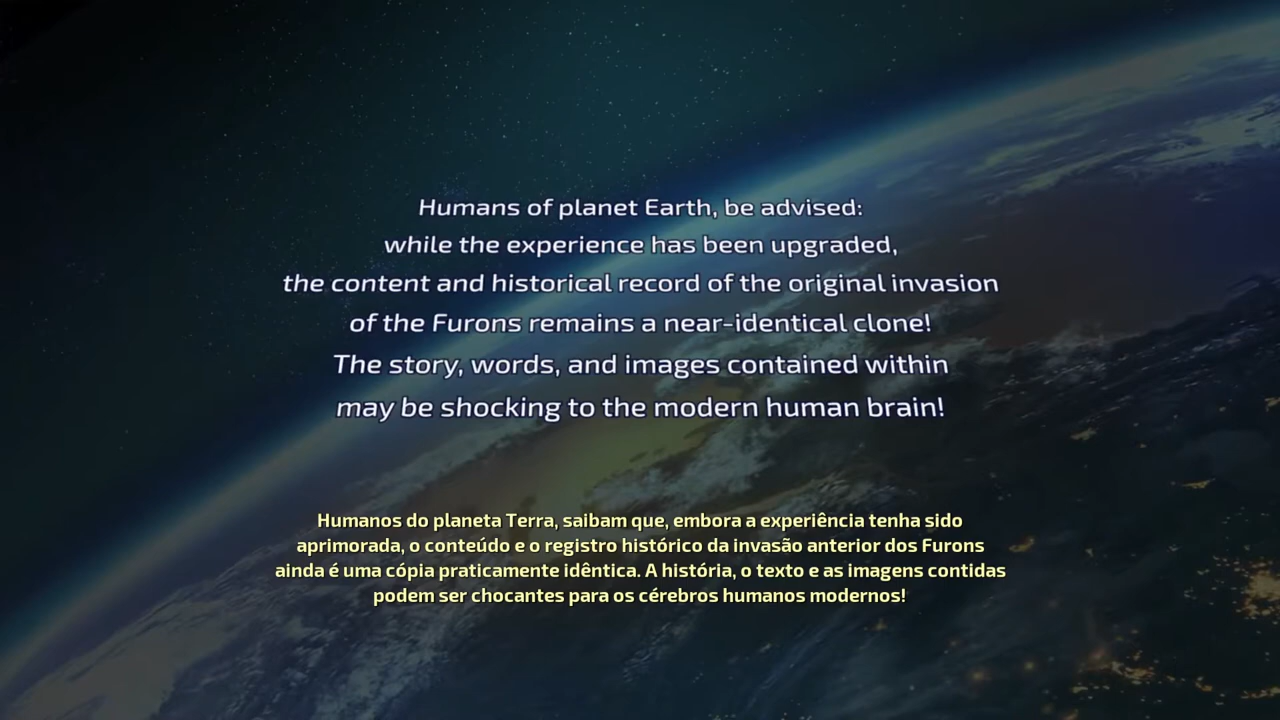 Humans of planet Earth, be advised:
while the experience has been upgraded,
the content and historical record of the original invasion
of the Furons remains a near-identical clone!
The story, words, and images contained within
may be shocking to the modern human brain!
Humanos do planeta Terra, saibam que, embora a experiência tenha sido
aprimorada, o conteúdo e o registro histórico da invasão anterior dos Furons
ainda é uma cópia praticamente idêntica. A história, o texto e as imagens contidas
podem ser chocantes para os cérebros humanos modernos!